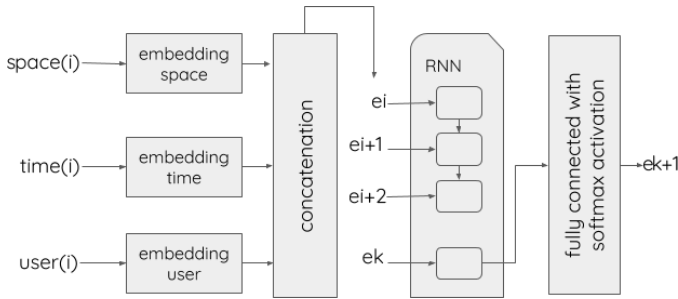 space(i)
embedding
space
time(i)
embedding
time
user(i)
embedding
user
concatenation
RNN
ei
ei+1
ei+2
ek
fully connected with
softmax activation
ek+1